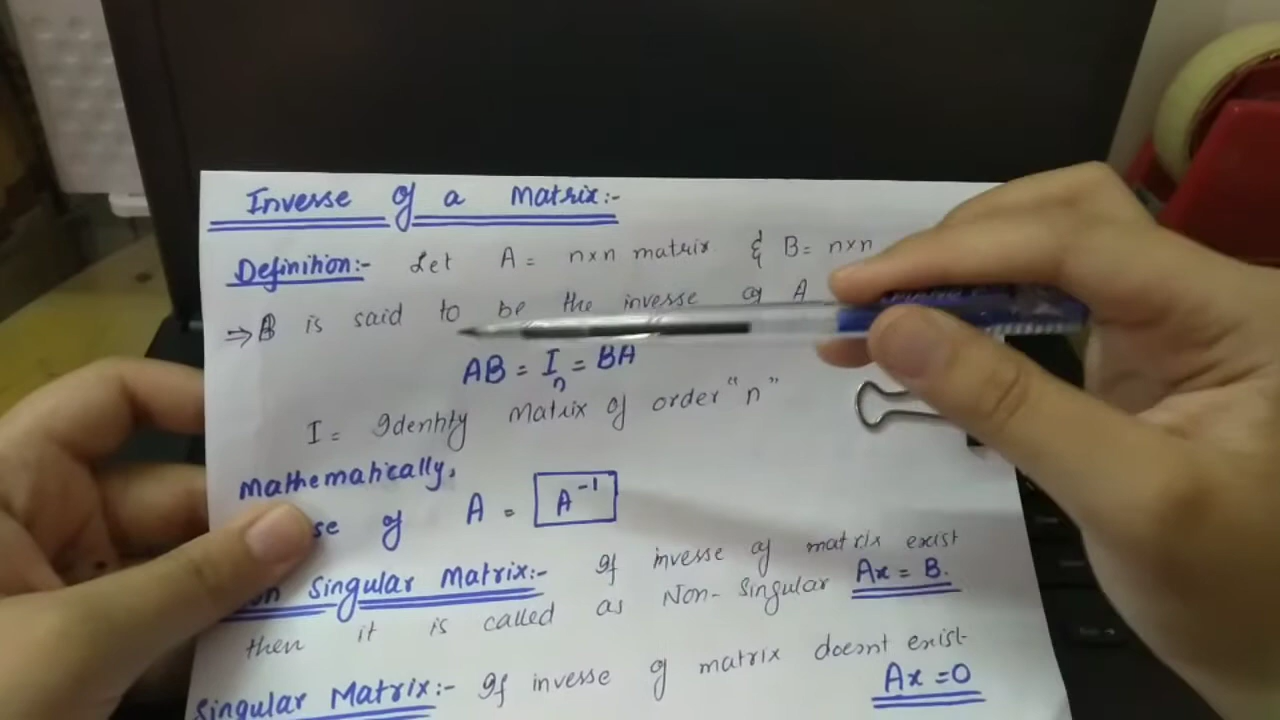 Inverse of a Matrix:-
Definition:- Let A = n×n matrix & B = n×n
⇒ B is said to be the inverse of A
AB = Iₙ = BA
I = Identity Matrix of order "n"
Mathematically,
se of A = A⁻¹
on Singular Matrix:- If inverse of matrix exist
then it is called as Non-Singular Ax = B.
Singular Matrix:- If inverse of matrix doesnt exist
Ax = 0